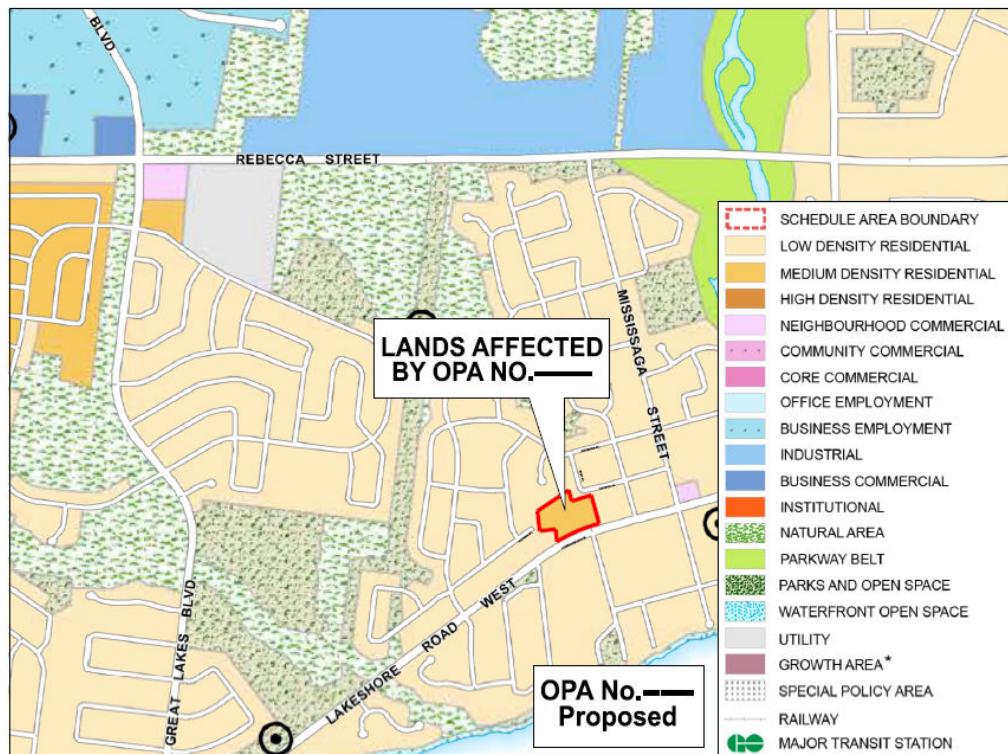 BLVD
REBECCA STREET
MISSISSAGA STREET
LANDS AFFECTED
BY OPA NO.——
GREAT LAKES BLVD
LAKESHORE ROAD WEST
OPA No.——
Proposed
SCHEDULE AREA BOUNDARY
LOW DENSITY RESIDENTIAL
MEDIUM DENSITY RESIDENTIAL
HIGH DENSITY RESIDENTIAL
NEIGHBOURHOOD COMMERCIAL
COMMUNITY COMMERCIAL
CORE COMMERCIAL
OFFICE EMPLOYMENT
BUSINESS EMPLOYMENT
INDUSTRIAL
BUSINESS COMMERCIAL
INSTITUTIONAL
NATURAL AREA
PARKWAY BELT
PARKS AND OPEN SPACE
WATERFRONT OPEN SPACE
UTILITY
GROWTH AREA*
SPECIAL POLICY AREA
RAILWAY
GO MAJOR TRANSIT STATION